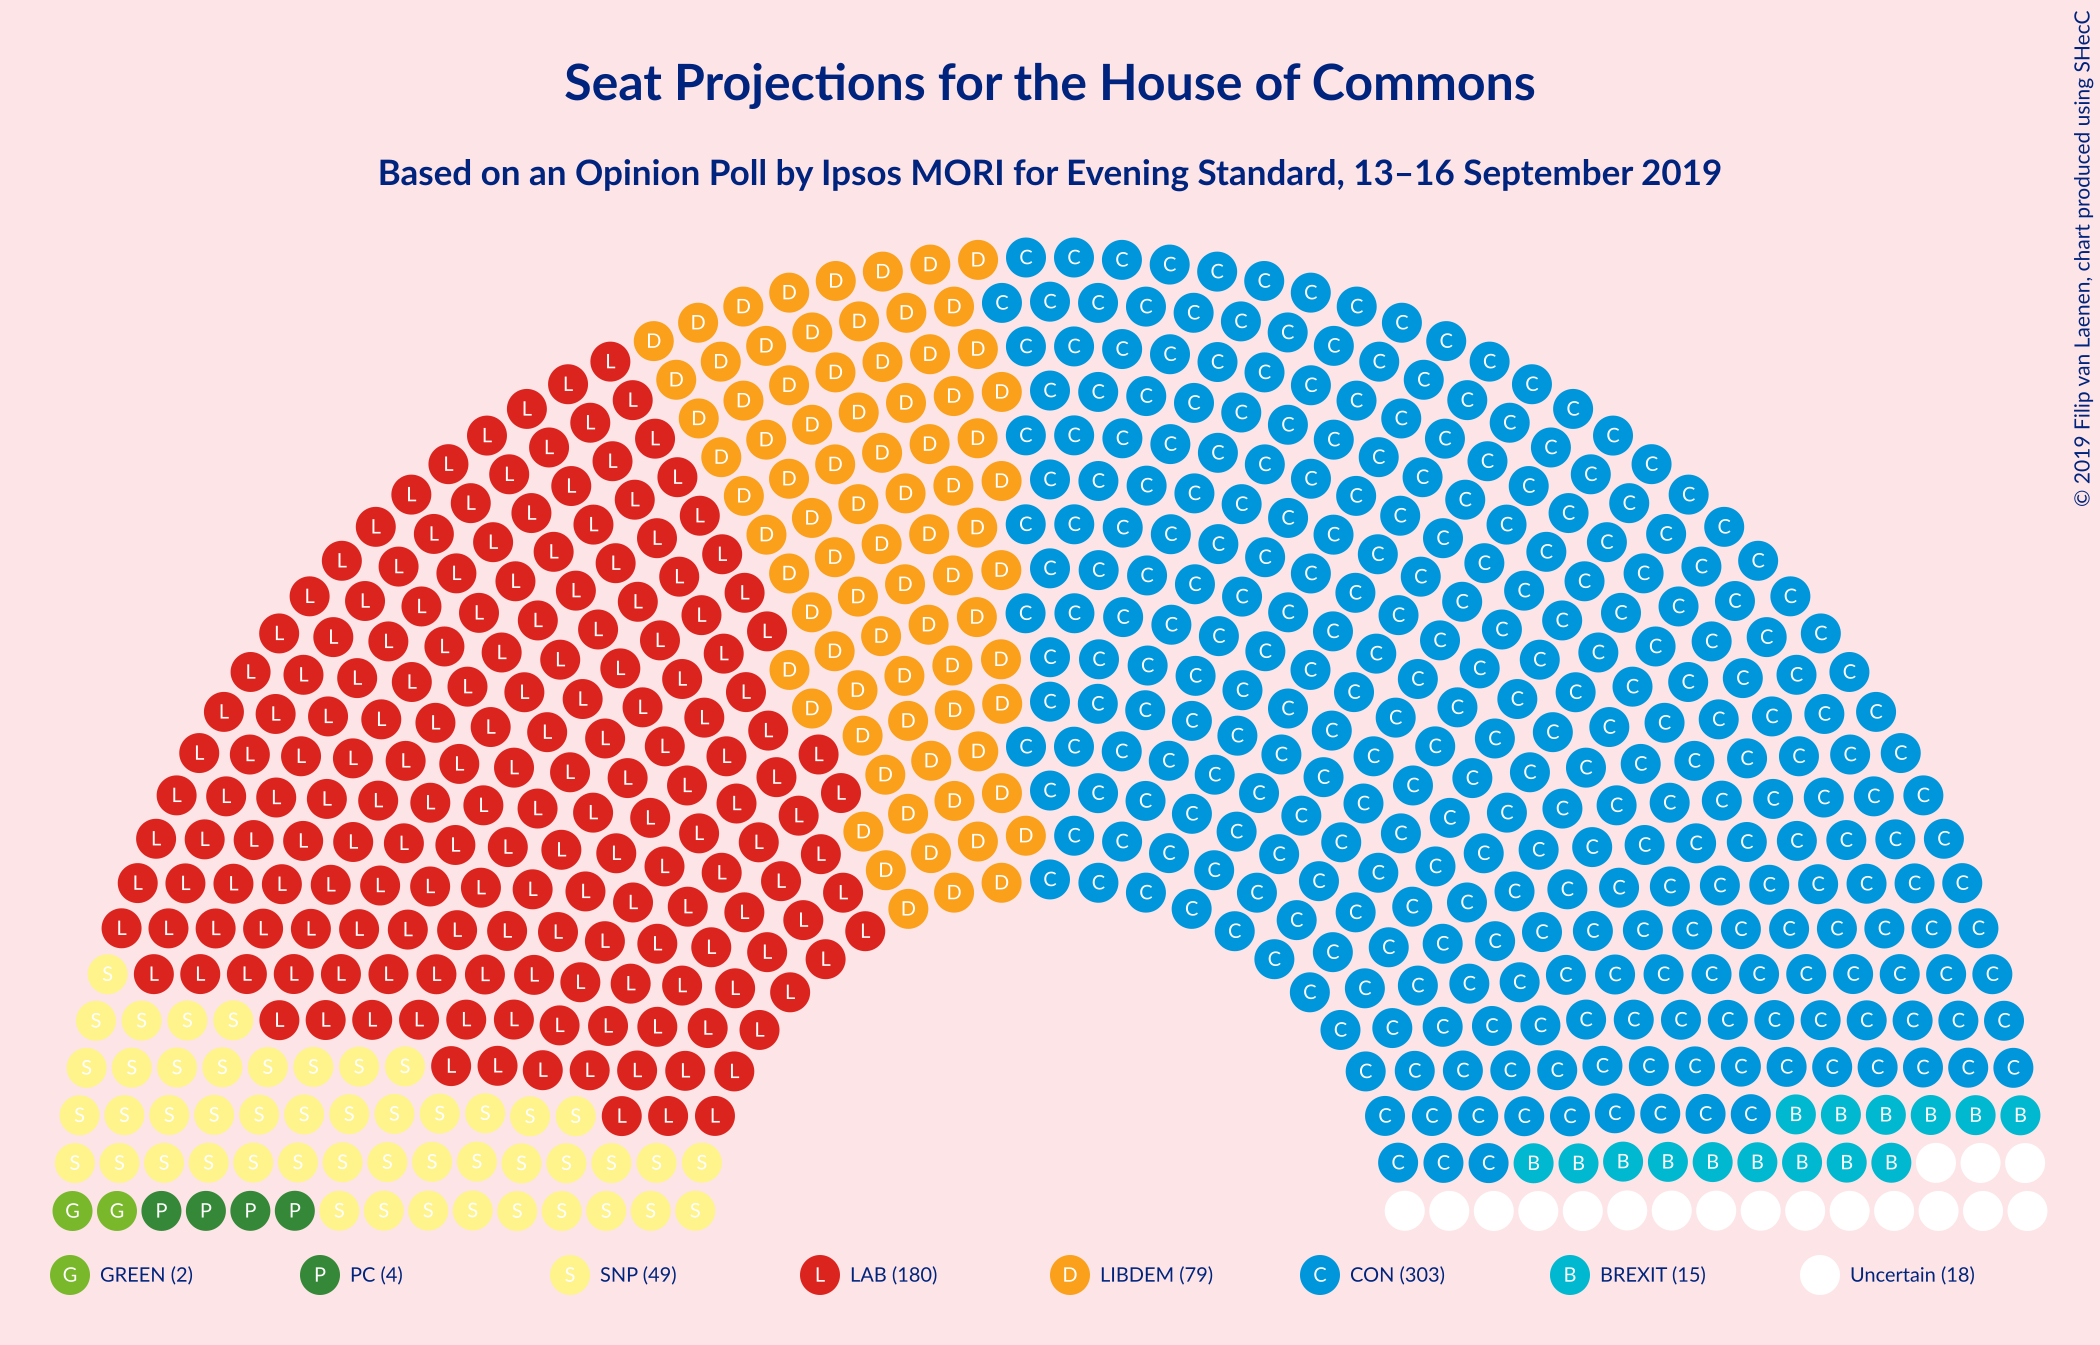 Seat Projections for the House of Commons
Based on an Opinion Poll by Ipsos MORI for Evening Standard, 13–16 September 2019
© 2019 Filip van Laenen, chart produced using SHecC
G GREEN (2)
P PC (4)
S SNP (49)
L LAB (180)
D LIBDEM (79)
C CON (303)
B BREXIT (15)
Uncertain (18)